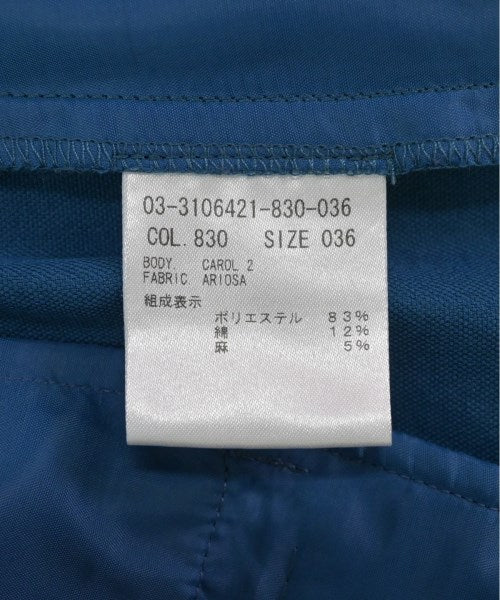 03-3106421-830-036
COL. 830 SIZE 036
BODY. CAROL 2
FABRIC ARIOSA
組成表示
ポリエステル 83%
綿 12%
麻 5%